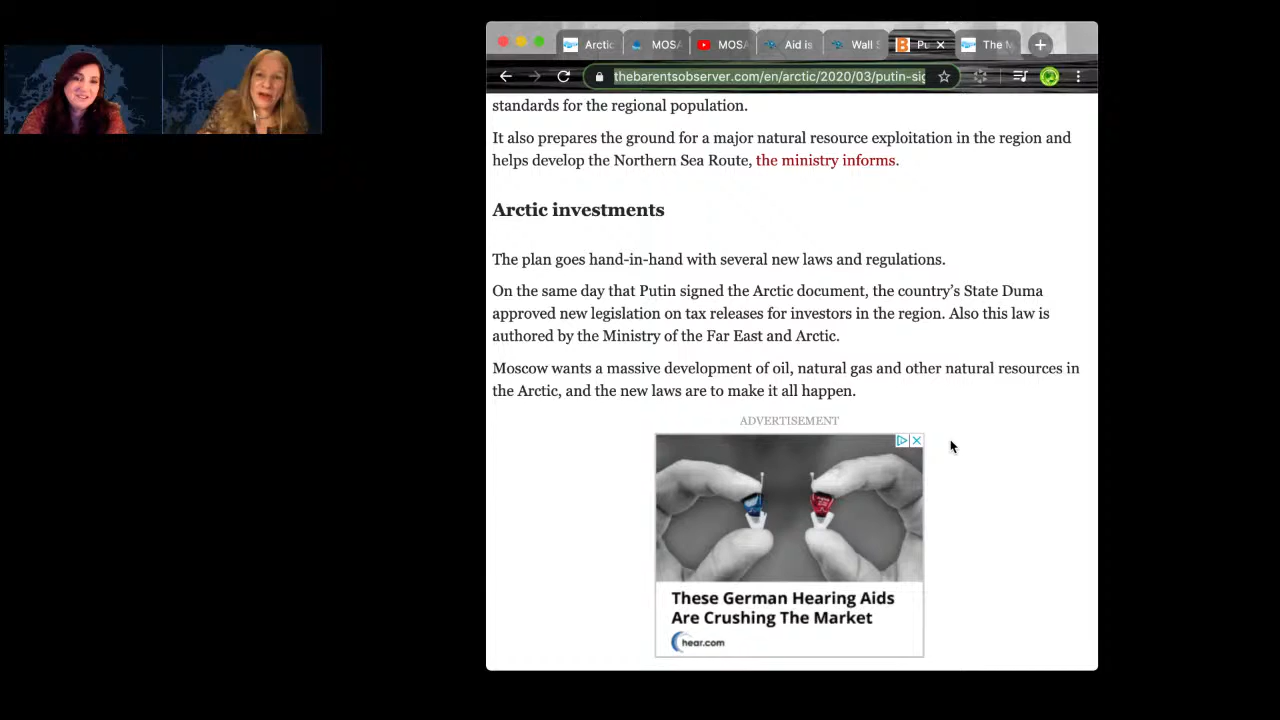 Arctic
MOSA
MOSA
Aid is
Wall S
Pu
The M
thebarentsobserver.com/en/arctic/2020/03/putin-sig
standards for the regional population.
It also prepares the ground for a major natural resource exploitation in the region and
helps develop the Northern Sea Route, the ministry informs.
Arctic investments
The plan goes hand-in-hand with several new laws and regulations.
On the same day that Putin signed the Arctic document, the country's State Duma
approved new legislation on tax releases for investors in the region. Also this law is
authored by the Ministry of the Far East and Arctic.
Moscow wants a massive development of oil, natural gas and other natural resources in
the Arctic, and the new laws are to make it all happen.
ADVERTISEMENT
These German Hearing Aids
Are Crushing The Market
hear.com